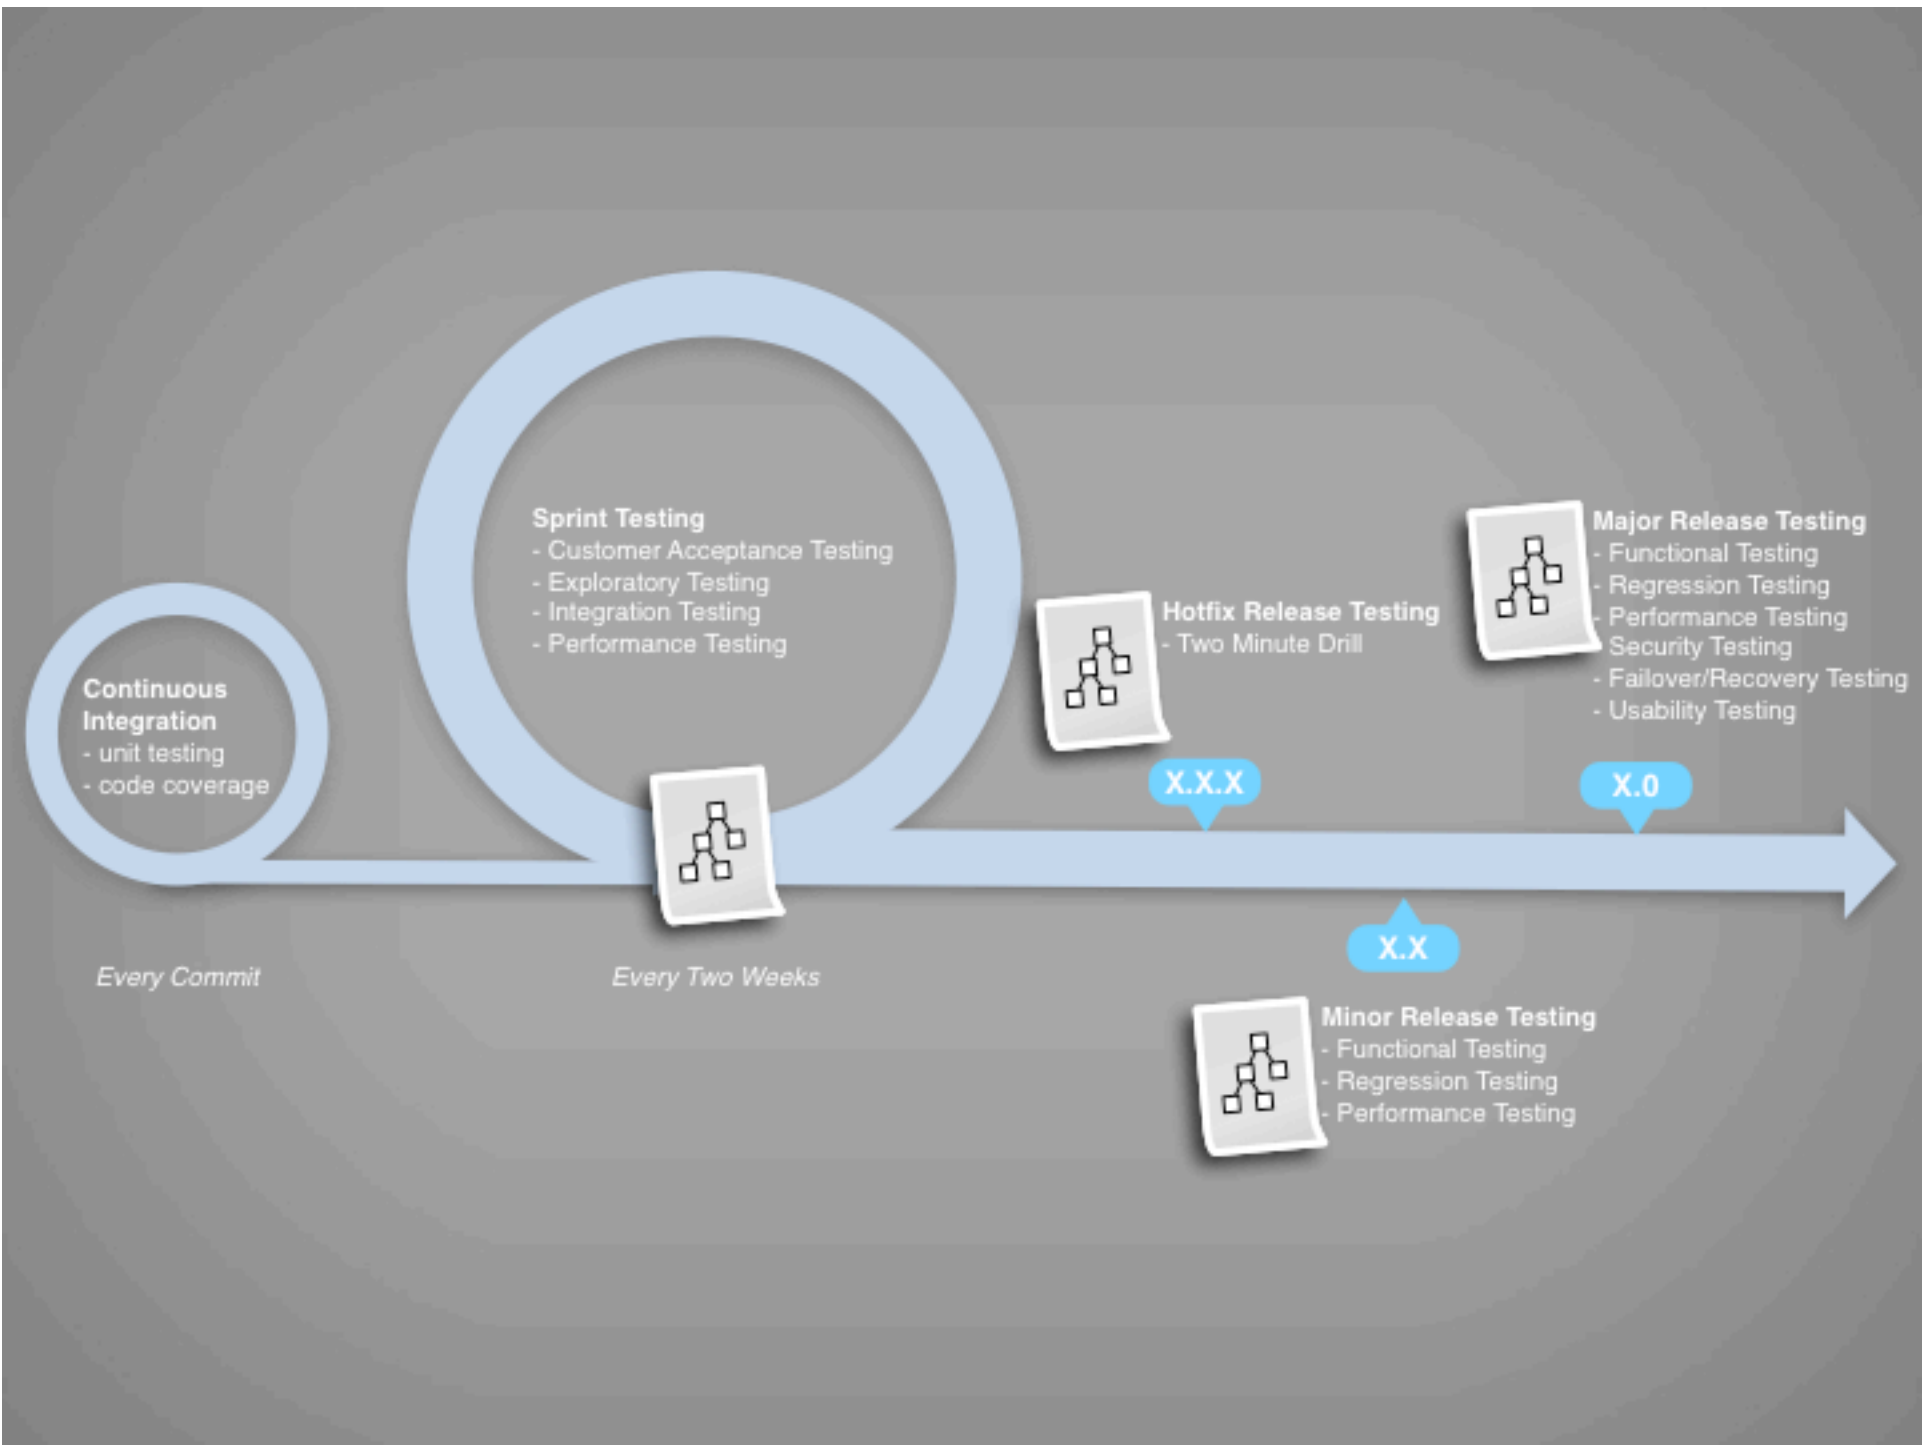 Continuous
Integration
- unit testing
- code coverage
Every Commit
Sprint Testing
- Customer Acceptance Testing
- Exploratory Testing
- Integration Testing
- Performance Testing
Every Two Weeks
Hotfix Release Testing
- Two Minute Drill
X.X.X
Major Release Testing
- Functional Testing
- Regression Testing
- Performance Testing
Security Testing
- Failover/Recovery Testing
- Usability Testing
X.0
X.X
Minor Release Testing
- Functional Testing
- Regression Testing
- Performance Testing